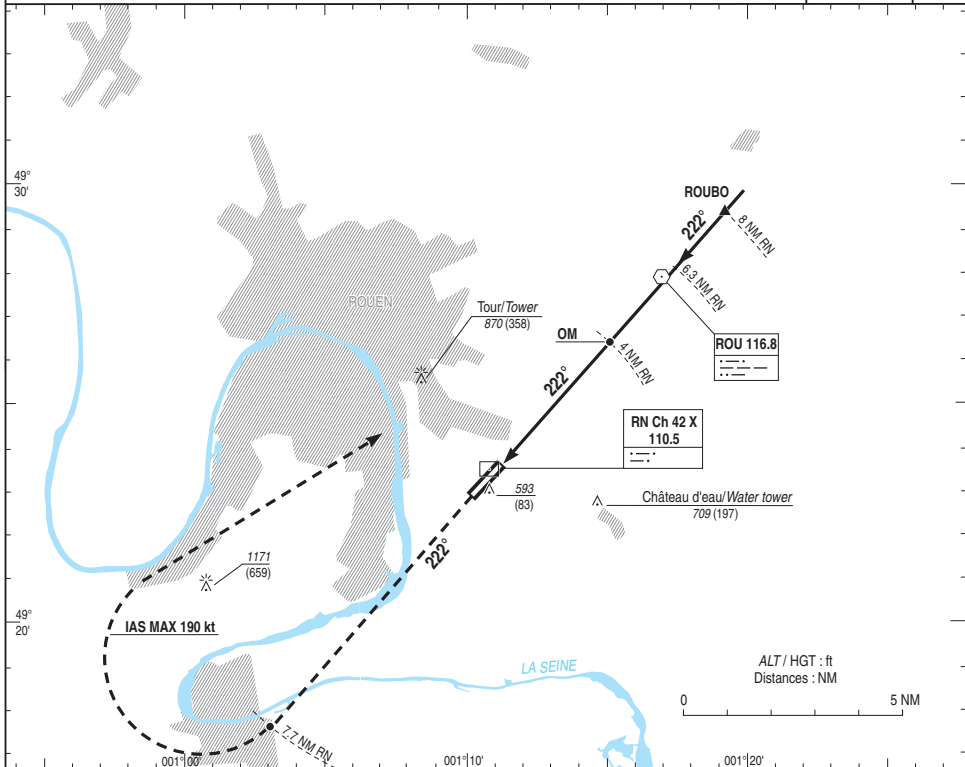 49°
30'
ROUBO
222°
8 NM RN
6.3 NM RN
ROUEN
Tour/Tower
870 (358)
OM
4 NM RN
ROU 116.8
222°
RN Ch 42 X
110.5
593
(83)
Château d'eau/Water tower
709 (197)
222°
1171
(659)
49°
20'
IAS MAX 190 kt
LA SEINE
ALT / HGT : ft
Distances : NM
0
5 NM
7.7 NM RN
001° 00
001° 10
001° 20